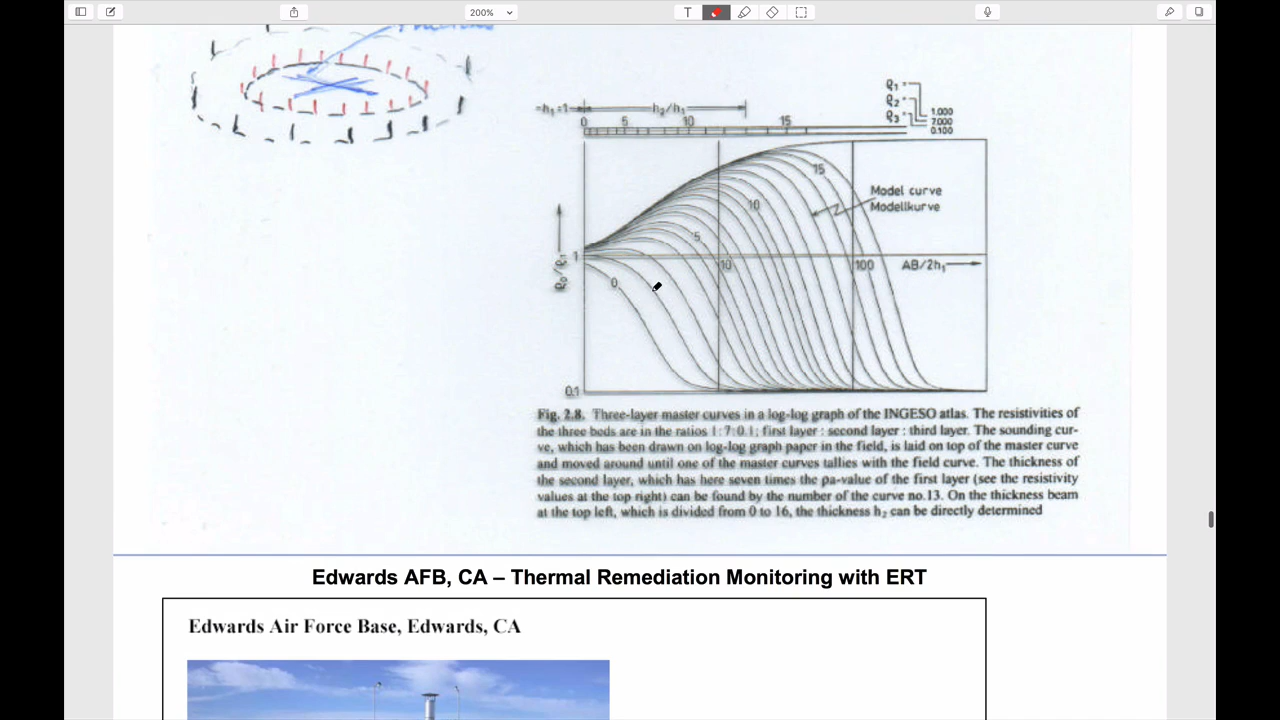 200%
T
=h₁=1
h₂/h₁
0 5 10 15
ϱ₁ =
ϱ₂ =
ϱ₃ =
1.000
7.000
0.100
15
Model curve
Modellkurve
10
5
ϱₐ/ϱ₁
1
10
100
AB/2h₁
0
0.1
Fig. 2.8. Three-layer master curves in a log-log graph of the INGESO atlas. The resistivities of
the three beds are in the ratios 1:7:0.1; first layer : second layer : third layer. The sounding cur-
ve, which has been drawn on log-log graph paper in the field, is laid on top of the master curve
and moved around until one of the master curves tallies with the field curve. The thickness of
the second layer, which has here seven times the ρa-value of the first layer (see the resistivity
values at the top right) can be found by the number of the curve no.13. On the thickness beam
at the top left, which is divided from 0 to 16, the thickness h₂ can be directly determined
Edwards AFB, CA – Thermal Remediation Monitoring with ERT
Edwards Air Force Base, Edwards, CA